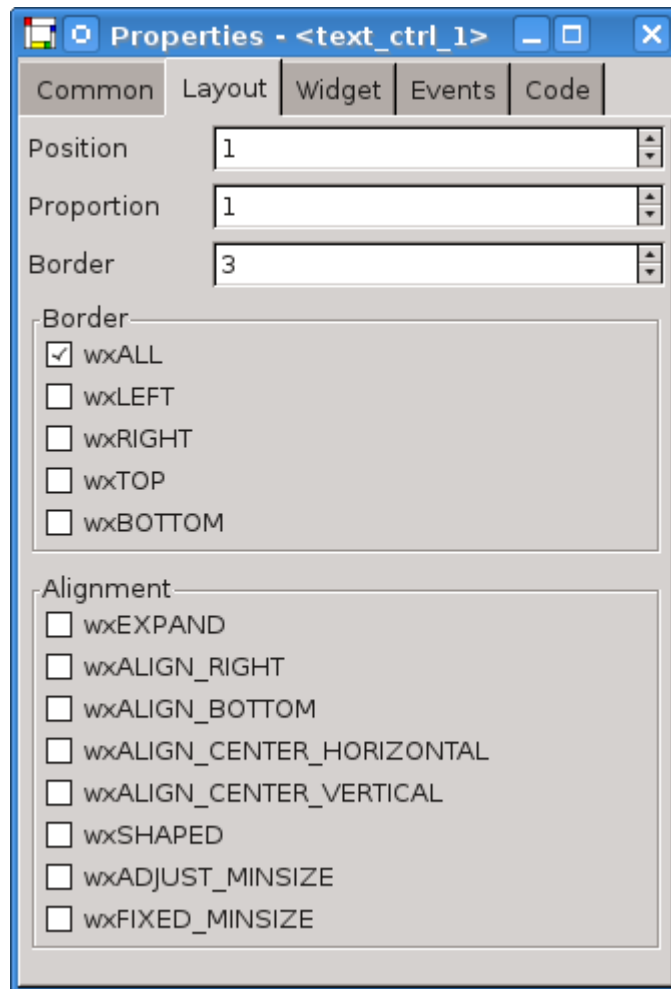 Properties - <text_ctrl_1>
Common Layout Widget Events Code
Position 1
Proportion 1
Border 3
Border
wxALL
wxLEFT
wxRIGHT
wxTOP
wxBOTTOM
Alignment
wxEXPAND
wxALIGN_RIGHT
wxALIGN_BOTTOM
wxALIGN_CENTER_HORIZONTAL
wxALIGN_CENTER_VERTICAL
wxSHAPED
wxADJUST_MINSIZE
wxFIXED_MINSIZE